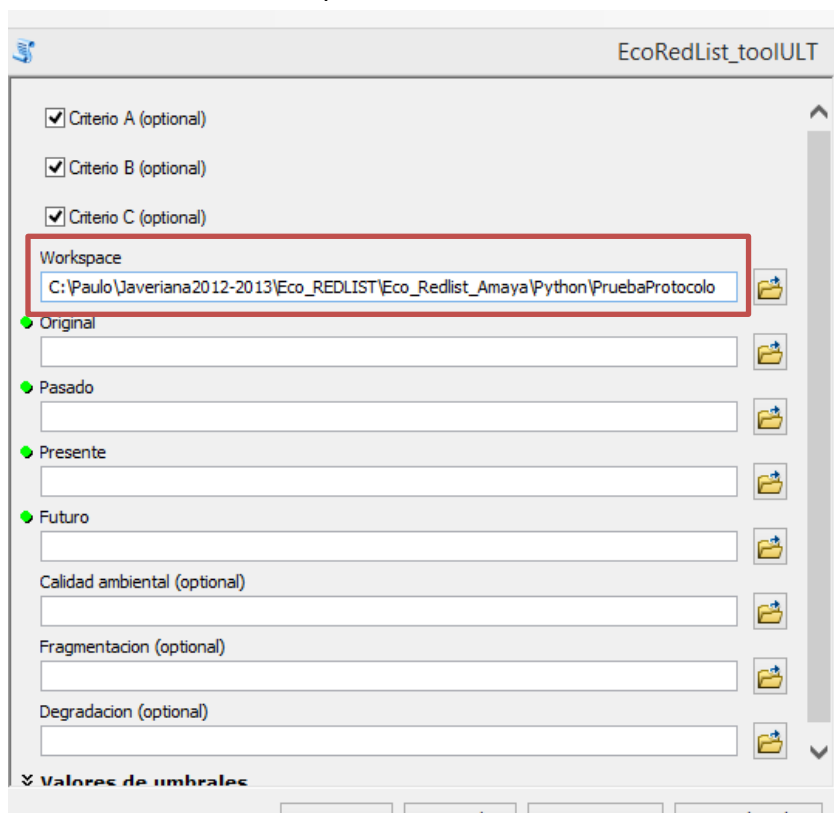 EcoRedList_toolULT
Criterio A (optional)
Criterio B (optional)
Criterio C (optional)
Workspace
C:\Paulo\Javeriana2012-2013\Eco_REDLIST\Eco_Redlist_Amaya\Python\PruebaProtocolo
Original
Pasado
Presente
Futuro
Calidad ambiental (optional)
Fragmentacion (optional)
Degradacion (optional)
Valores de umbrales